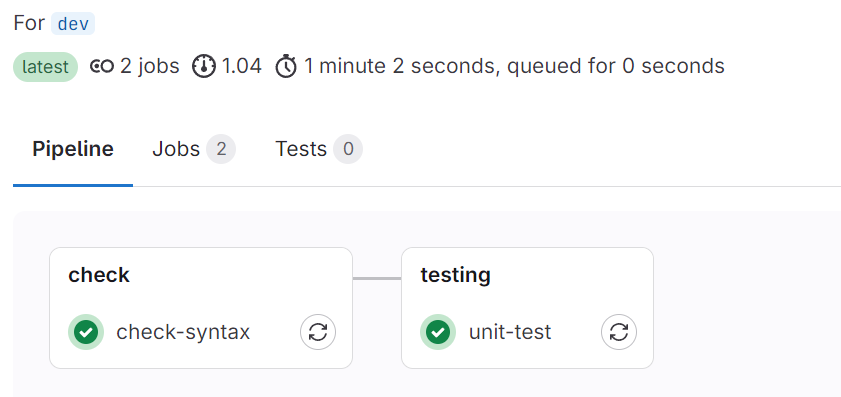 For dev
latest 2 jobs 1.04 1 minute 2 seconds, queued for 0 seconds
Pipeline Jobs 2 Tests 0
check testing
check-syntax unit-test